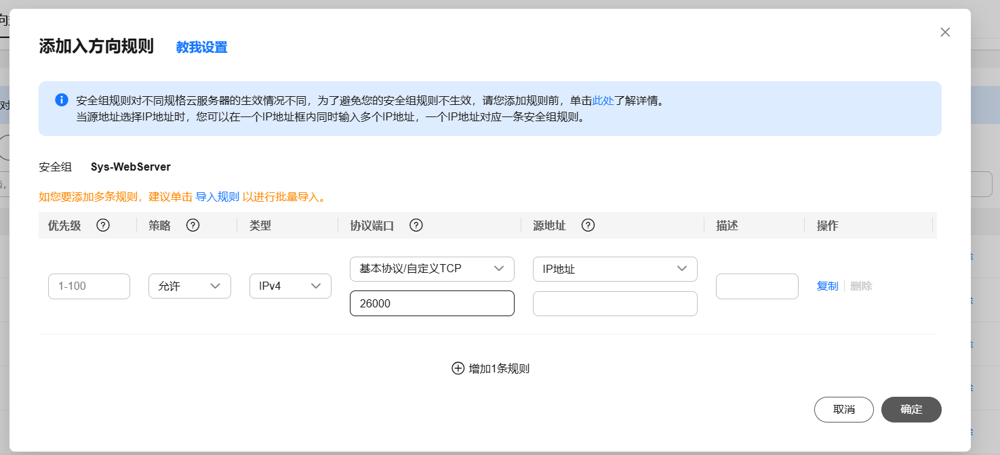 添加入方向规则 教我设置
安全组规则对不同规格云服务器的生效情况不同，为了避免您的安全组规则不生效，请您添加规则前，单击此处了解详情。
当源地址选择IP地址时，您可以在一个IP地址框内同时输入多个IP地址，一个IP地址对应一条安全组规则。
安全组 Sys-WebServer
如您要添加多条规则，建议单击 导入规则 以进行批量导入。
优先级 ? 策略 ? 类型 协议端口 ? 源地址 ? 描述 操作
基本协议/自定义TCP IP地址
1-100 允许 IPv4 复制 删除
26000
增加1条规则
取消 确定